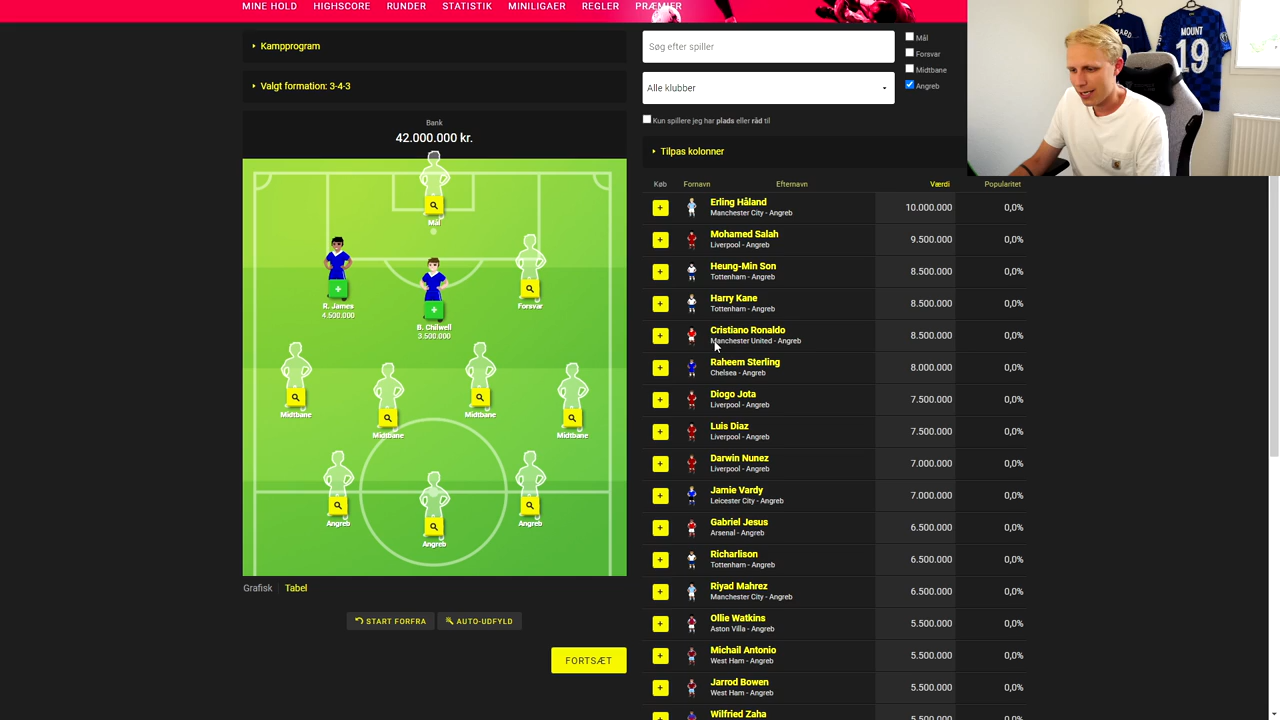 MINE HOLD HIGHSCORE RUNDER STATISTIK MINILIGAER REGLER PRÆMIER
Kampprogram
Valgt formation: 3-4-3
Bank
42.000.000 kr.
Mål
R. James
4.500.000
B. Chilwell
3.500.000
Forsvar
Midtbane
Midtbane
Midtbane
Midtbane
Angreb
Angreb
Angreb
Grafisk Tabel
START FORFRA AUTO-UDFYLD
FORTSÆT
Søg efter spiller
Alle klubber
Mål
Forsvar
Midtbane
Angreb
Kun spillere jeg har plads eller råd til
Tilpas kolonner
Køb Fornavn Efternavn Værdi Popularitet
Erling Håland 10.000.000 0,0%
Manchester City - Angreb
Mohamed Salah 9.500.000 0,0%
Liverpool - Angreb
Heung-Min Son 8.500.000 0,0%
Tottenham - Angreb
Harry Kane 8.500.000 0,0%
Tottenham - Angreb
Cristiano Ronaldo 8.500.000 0,0%
Manchester United - Angreb
Raheem Sterling 8.000.000 0,0%
Chelsea - Angreb
Diogo Jota 7.500.000 0,0%
Liverpool - Angreb
Luis Diaz 7.500.000 0,0%
Liverpool - Angreb
Darwin Nunez 7.000.000 0,0%
Liverpool - Angreb
Jamie Vardy 7.000.000 0,0%
Leicester City - Angreb
Gabriel Jesus 6.500.000 0,0%
Arsenal - Angreb
Richarlison 6.500.000 0,0%
Tottenham - Angreb
Riyad Mahrez 6.500.000 0,0%
Manchester City - Angreb
Ollie Watkins 5.500.000 0,0%
Aston Villa - Angreb
Michail Antonio 5.500.000 0,0%
West Ham - Angreb
Jarrod Bowen 5.500.000 0,0%
West Ham - Angreb
Wilfried Zaha 5.500.000 0,0%
MOUNT
19